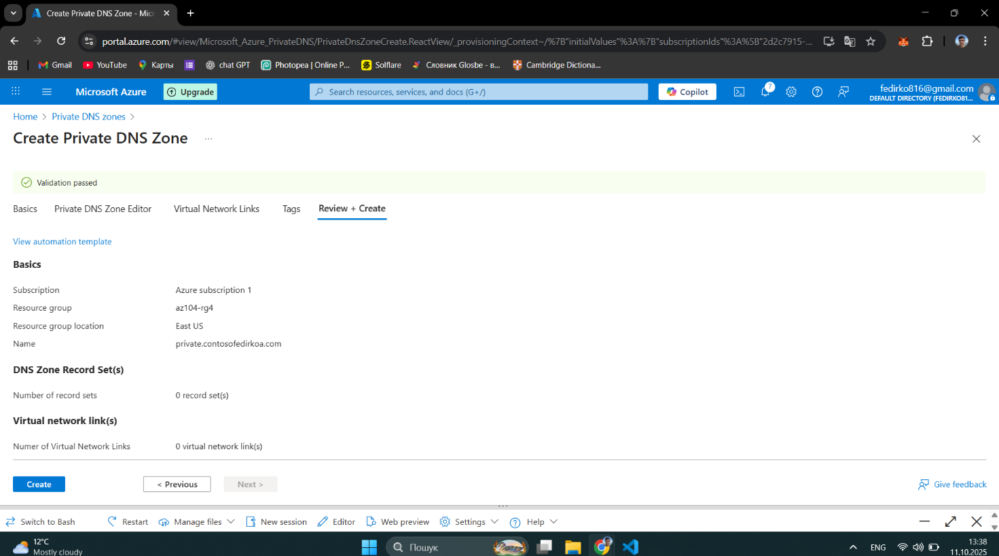 Create Private DNS Zone - Micr
portal.azure.com/#view/Microsoft_Azure_PrivateDNS/PrivateDnsZoneCreate.ReactView/_provisioningContext~/%7B"initialValues"%3A%7B"subscriptionIds"%3A%5B"2d2c7915-...
Gmail YouTube Карты chat GPT Photopea | Online P... Solflare Словник Glosbe - в... Cambridge Dictiona...
Microsoft Azure Upgrade Search resources, services, and docs (G+/) Copilot 7 fedirko816@gmail.com
DEFAULT DIRECTORY (FEDIRKO81...
Home > Private DNS zones >
Create Private DNS Zone ...
Validation passed
Basics Private DNS Zone Editor Virtual Network Links Tags Review + Create
View automation template
Basics
Subscription Azure subscription 1
Resource group az104-rg4
Resource group location East US
Name private.contosofedirkoa.com
DNS Zone Record Set(s)
Number of record sets 0 record set(s)
Virtual network link(s)
Numer of Virtual Network Links 0 virtual network link(s)
Create < Previous Next > Give feedback
Switch to Bash Restart Manage files New session Editor Web preview Settings Help
12°C
Mostly cloudy
Пошук
ENG
13:38
11.10.2025